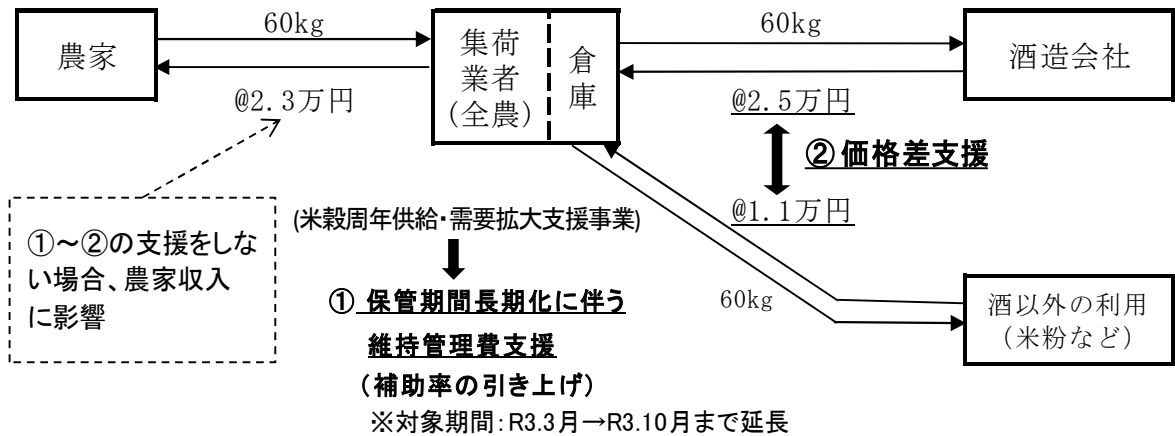 60kg
60kg
農家
集荷
業者
(全農)
倉
庫
酒造会社
@2.3万円
@2.5万円
②価格差支援
@1.1万円
①~②の支援をしな
い場合、農家収入
に影響
(米穀周年供給・需要拡大支援事業)
① 保管期間長期化に伴う
維持管理費支援
(補助率の引き上げ)
※対象期間:R3.3月→R3.10月まで延長
60kg
酒以外の利用
(米粉など)